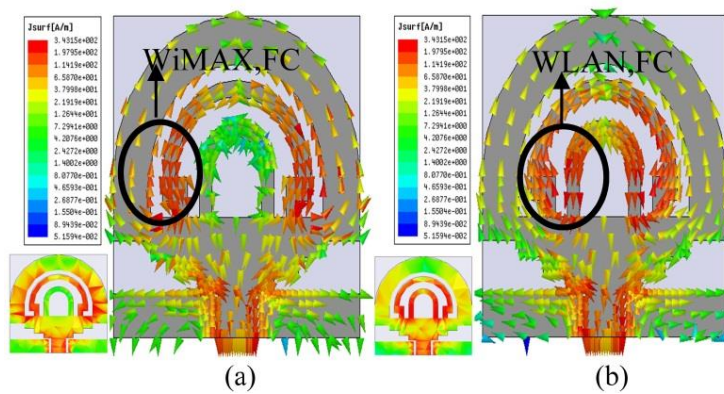 Jsurf[A/m]
3.4315e+002
1.9795e+002
1.1419e+002
6.5870e+001
3.7998e+001
2.1919e+001
1.2644e+001
7.2941e+000
4.2076e+000
2.4272e+000
1.4002e+000
8.0770e-001
4.6593e-001
2.6877e-001
1.5504e-001
8.9439e-002
5.1594e-002
WiMAX,FC
(a)
Jsurf[A/m]
3.4315e+002
1.9795e+002
1.1419e+002
6.5870e+001
3.7998e+001
2.1919e+001
1.2644e+001
7.2941e+000
4.2076e+000
2.4272e+000
1.4002e+000
8.0770e-001
4.6593e-001
2.6877e-001
1.5504e-001
8.9439e-002
5.1594e-002
WLAN,FC
(b)